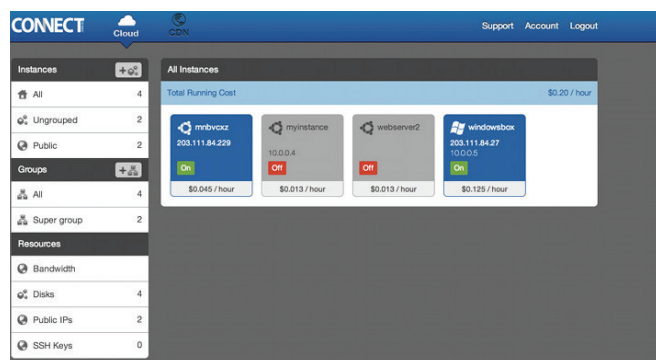 CONNECT
Cloud
CDN
Support Account Logout
Instances
All 4
Ungrouped 2
Public 2
Groups
All 4
Super group 2
Resources
Bandwidth
Disks 4
Public IPs 2
SSH Keys 0
All Instances
Total Running Cost $0.20 / hour
mnbvcxz
203.111.84.229
On
$0.045 / hour
myinstance
10.0.0.4
Off
$0.013 / hour
webserver2
Off
$0.013 / hour
windowsbox
203.111.84.27
10.0.0.5
On
$0.125 / hour